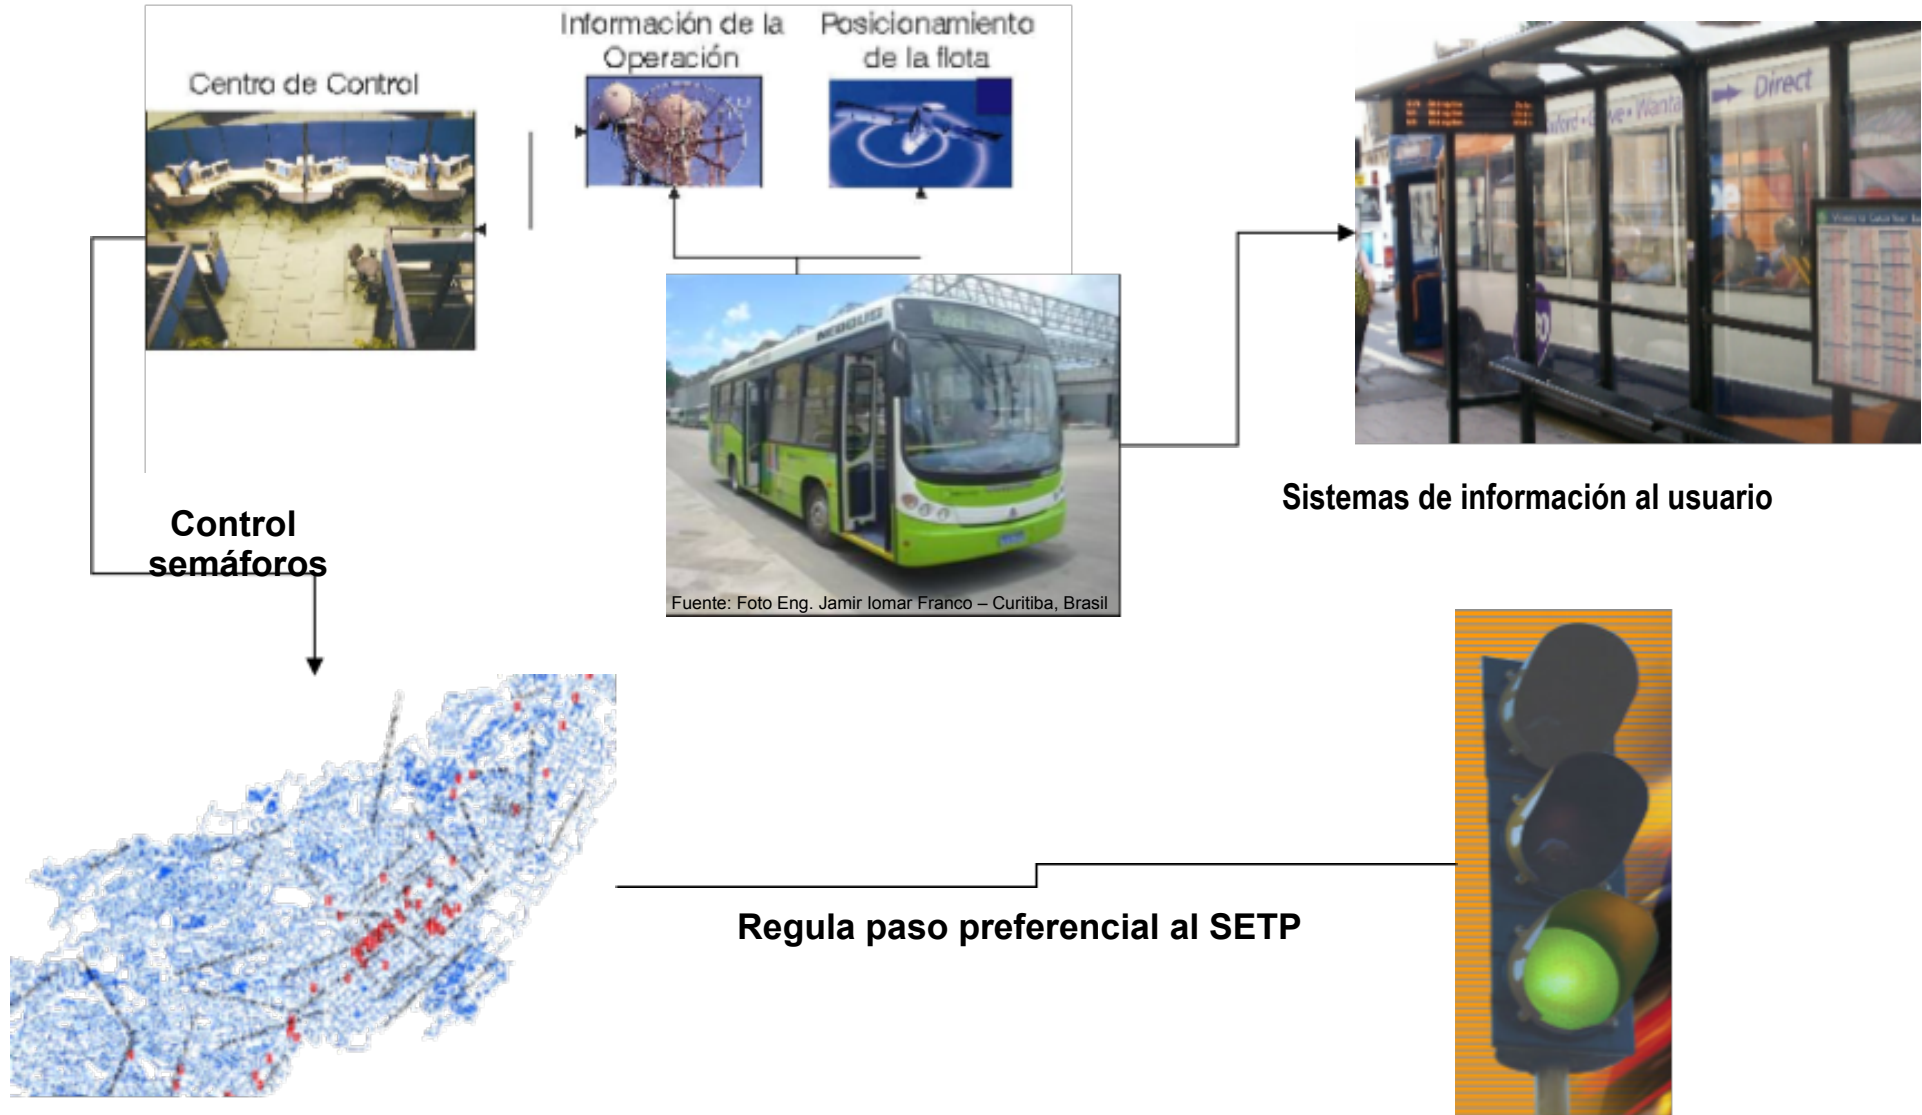 Información de la
Operación
Posicionamiento
de la flota
Centro de Control
Direct
NEOBUS
Sistemas de información al usuario
Control
semáforos
Fuente: Foto Eng. Jamir Iomar Franco – Curitiba, Brasil
Regula paso preferencial al SETP